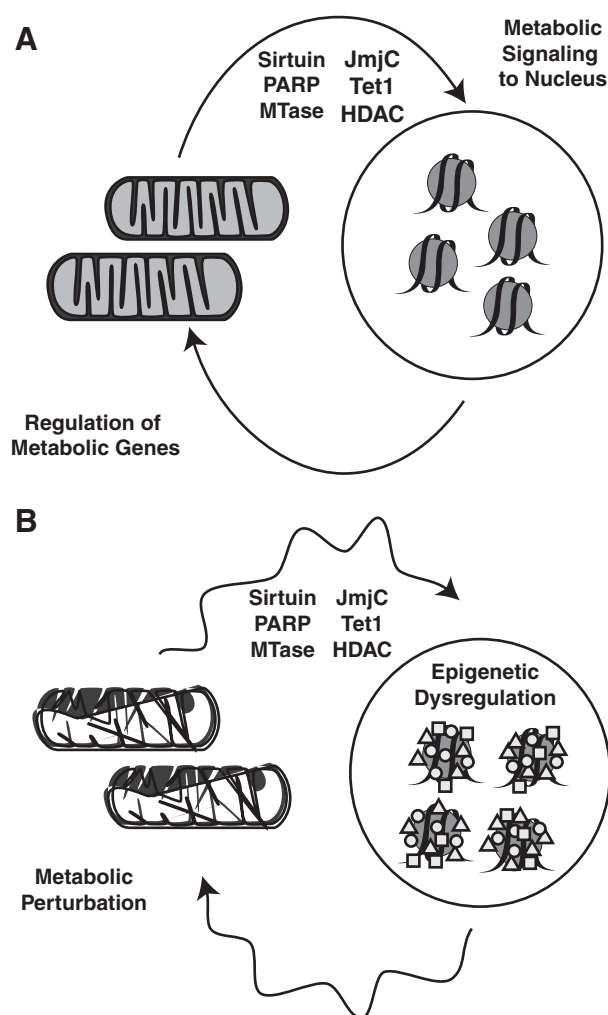 A
Metabolic
Signaling
to Nucleus
Sirtuin JmjC
PARP Tet1
MTase HDAC
Regulation of
Metabolic Genes
B
Sirtuin JmjC
PARP Tet1
MTase HDAC
Epigenetic
Dysregulation
Metabolic
Perturbation